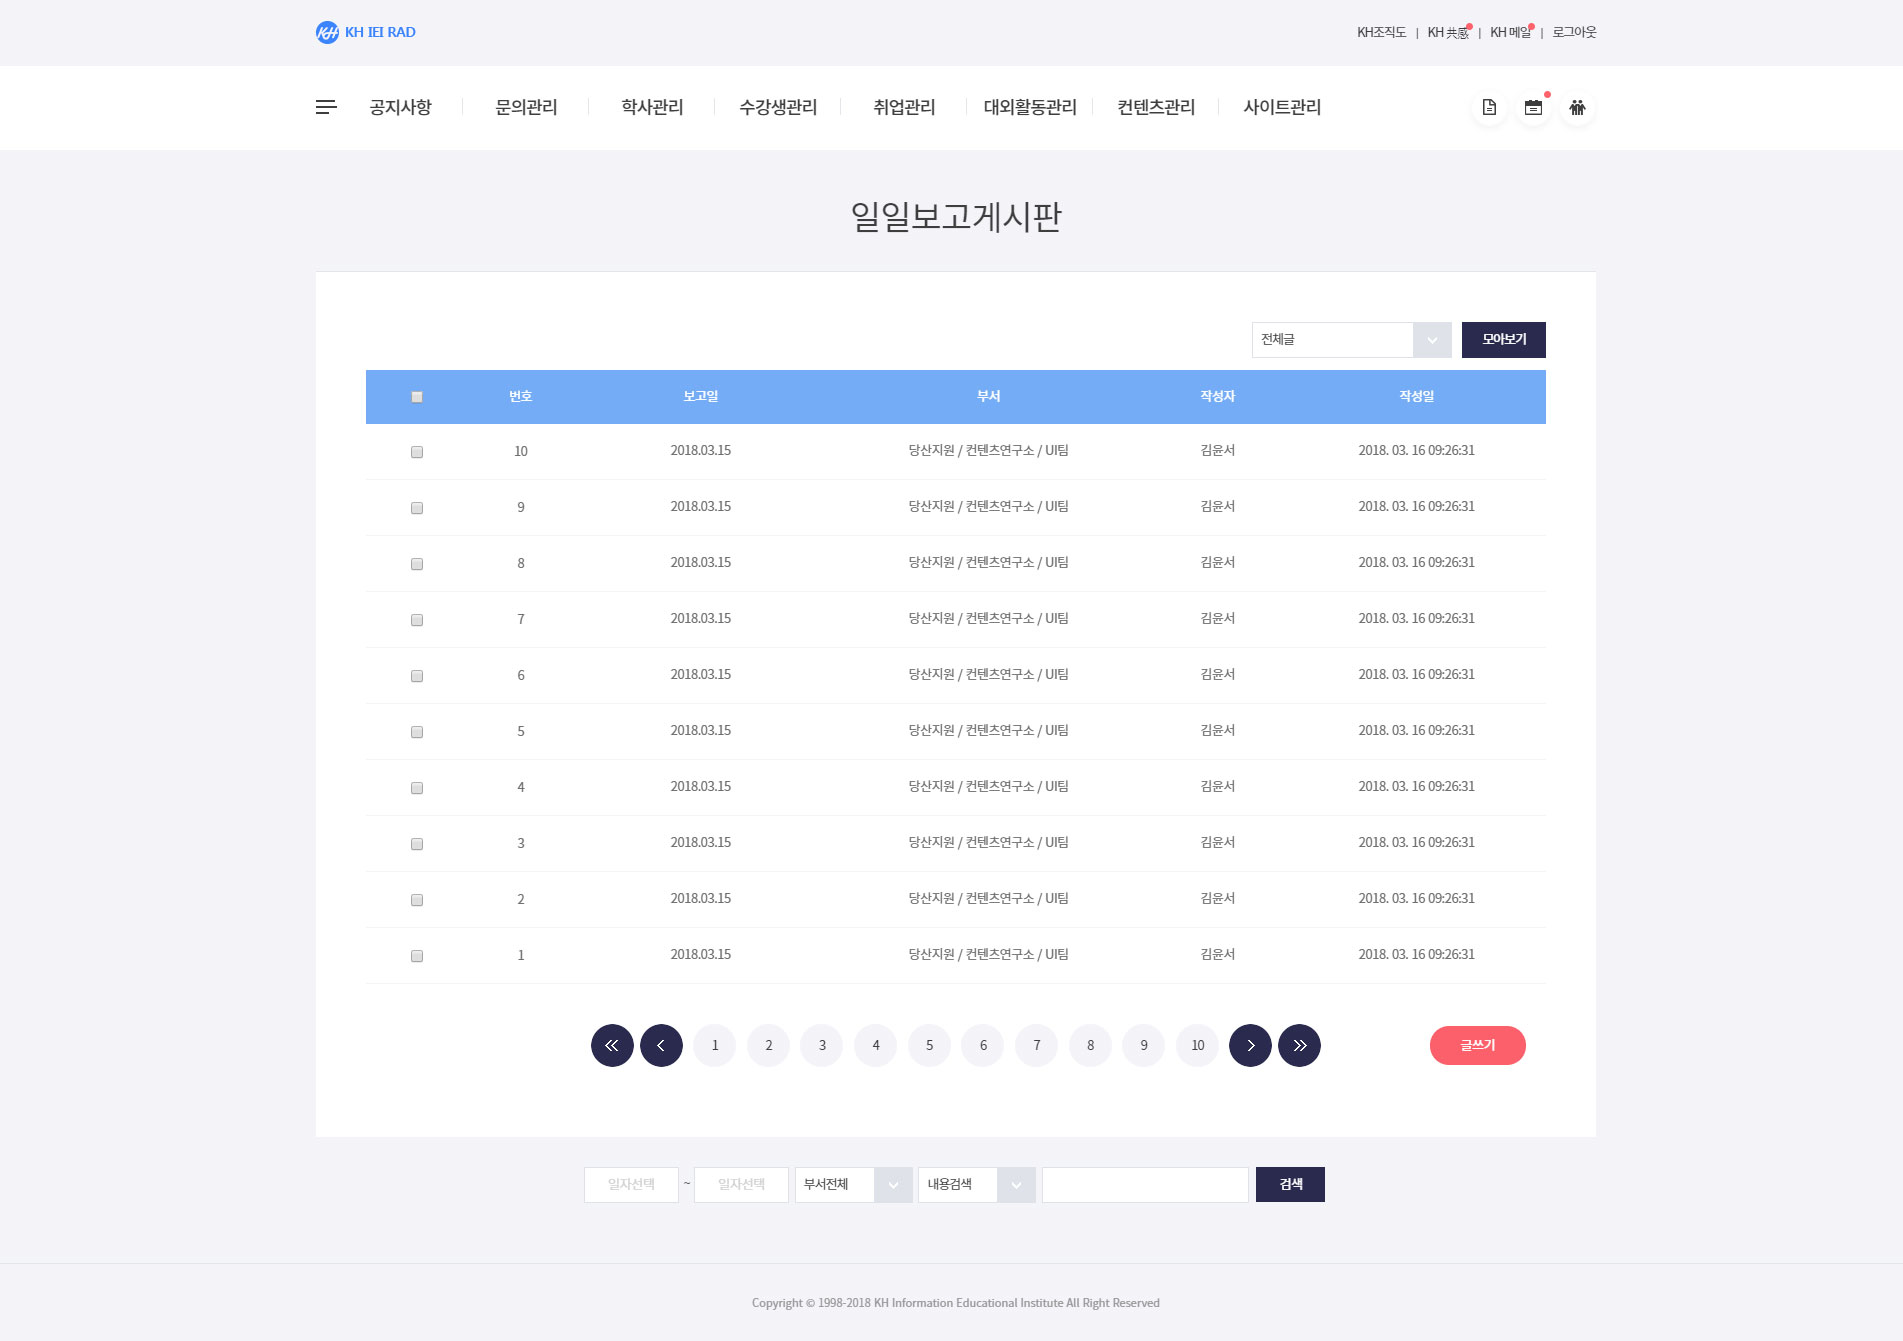 KH KH IEI RAD
KH조직도 | KH 共感 | KH 메일 | 로그아웃
공지사항 문의관리 학사관리 수강생관리 취업관리 대외활동관리 컨텐츠관리 사이트관리
일일보고게시판
전체글 모아보기
번호 보고일 부서 작성자 작성일
10 2018.03.15 당산지원 / 컨텐츠연구소 / UI팀 김윤서 2018. 03. 16 09:26:31
9 2018.03.15 당산지원 / 컨텐츠연구소 / UI팀 김윤서 2018. 03. 16 09:26:31
8 2018.03.15 당산지원 / 컨텐츠연구소 / UI팀 김윤서 2018. 03. 16 09:26:31
7 2018.03.15 당산지원 / 컨텐츠연구소 / UI팀 김윤서 2018. 03. 16 09:26:31
6 2018.03.15 당산지원 / 컨텐츠연구소 / UI팀 김윤서 2018. 03. 16 09:26:31
5 2018.03.15 당산지원 / 컨텐츠연구소 / UI팀 김윤서 2018. 03. 16 09:26:31
4 2018.03.15 당산지원 / 컨텐츠연구소 / UI팀 김윤서 2018. 03. 16 09:26:31
3 2018.03.15 당산지원 / 컨텐츠연구소 / UI팀 김윤서 2018. 03. 16 09:26:31
2 2018.03.15 당산지원 / 컨텐츠연구소 / UI팀 김윤서 2018. 03. 16 09:26:31
1 2018.03.15 당산지원 / 컨텐츠연구소 / UI팀 김윤서 2018. 03. 16 09:26:31
1 2 3 4 5 6 7 8 9 10 글쓰기
일자선택 ~ 일자선택 부서전체 내용검색 검색
Copyright © 1998-2018 KH Information Educational Institute All Right Reserved